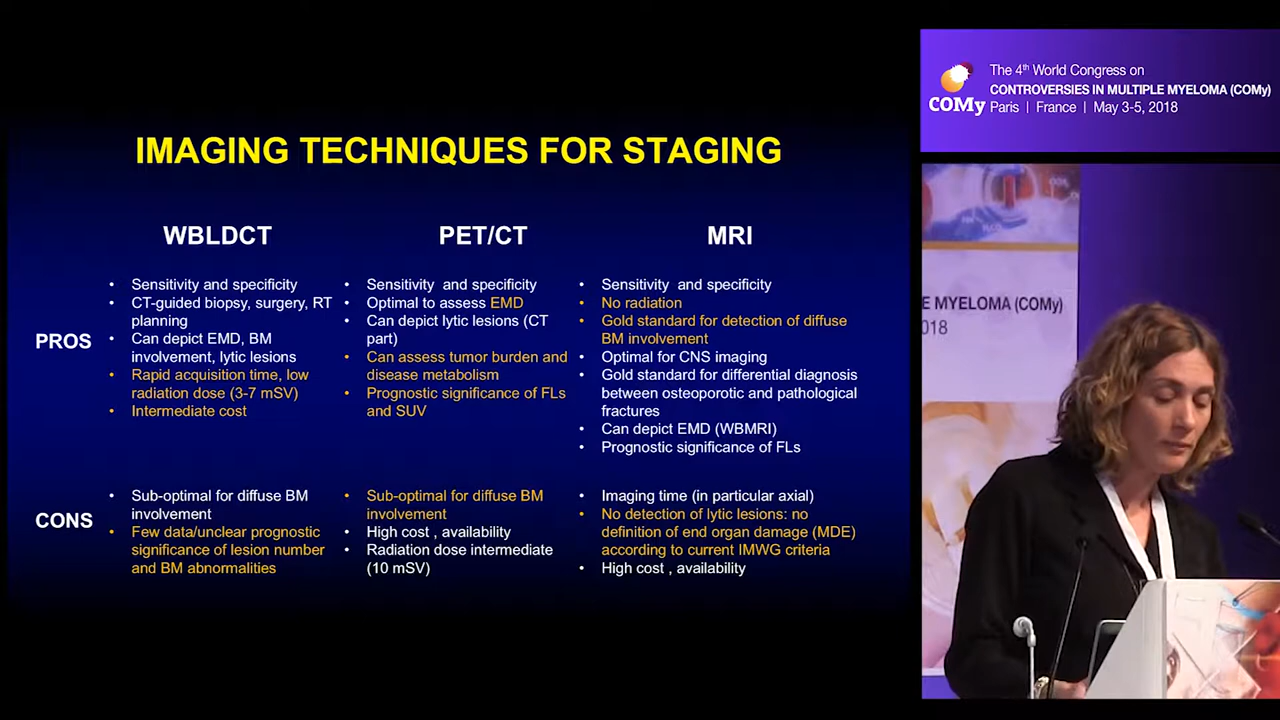 The 4th World Congress on
CONTROVERSIES IN MULTIPLE MYELOMA (COMy)
COMy
Paris | France | May 3-5, 2018
IMAGING TECHNIQUES FOR STAGING
WBLDCT
PET/CT
MRI
PROS
• Sensitivity and specificity
• CT-guided biopsy, surgery, RT
planning
• Can depict EMD, BM
involvement, lytic lesions
• Rapid acquisition time, low
radiation dose (3-7 mSV)
• Intermediate cost
• Sensitivity and specificity
• Optimal to assess EMD
• Can depict lytic lesions (CT
part)
• Can assess tumor burden and
disease metabolism
• Prognostic significance of FLs
and SUV
• Sensitivity and specificity
• No radiation
• Gold standard for detection of diffuse
BM involvement
• Optimal for CNS imaging
• Gold standard for differential diagnosis
between osteoporotic and pathological
fractures
• Can depict EMD (WBMRI)
• Prognostic significance of FLs
CONS
• Sub-optimal for diffuse BM
involvement
• Few data/unclear prognostic
significance of lesion number
and BM abnormalities
• Sub-optimal for diffuse BM
involvement
• High cost , availability
• Radiation dose intermediate
(10 mSV)
• Imaging time (in particular axial)
• No detection of lytic lesions: no
definition of end organ damage (MDE)
according to current IMWG criteria
• High cost , availability
E MYELOMA (COMy)
018